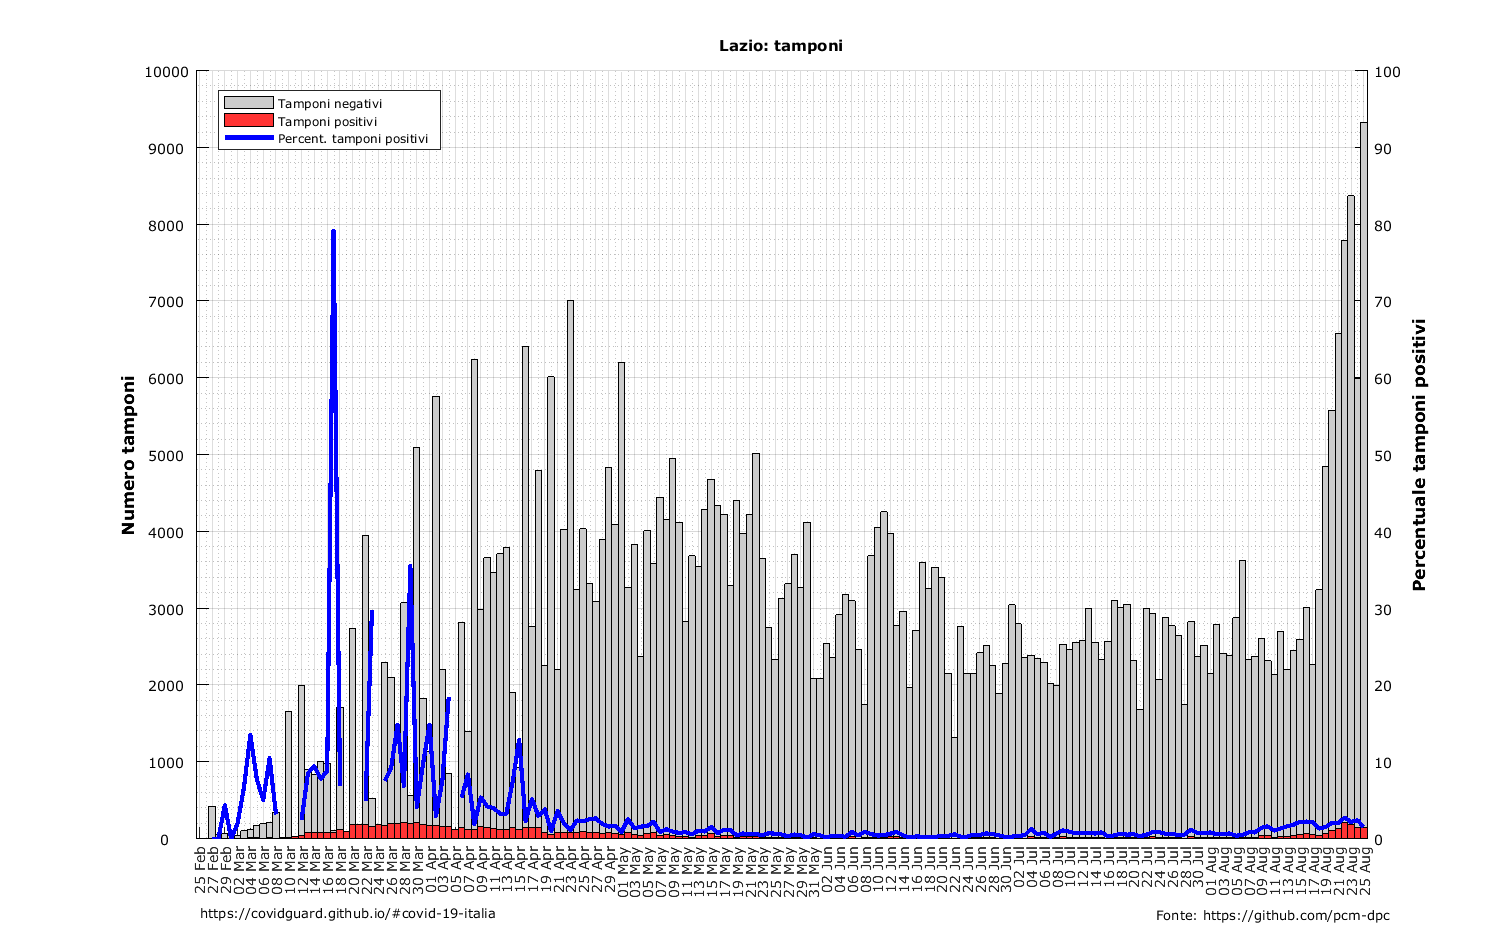 Lazio: tamponi
Tamponi negativi
Tamponi positivi
Percent. tamponi positivi
Numero tamponi
10000
9000
8000
7000
6000
5000
4000
3000
2000
1000
0
Percentuale tamponi positivi
100
90
80
70
60
50
40
30
20
10
0
25 Feb
27 Feb
29 Feb
02 Mar
04 Mar
06 Mar
08 Mar
10 Mar
12 Mar
14 Mar
16 Mar
18 Mar
20 Mar
22 Mar
24 Mar
26 Mar
28 Mar
30 Mar
01 Apr
03 Apr
05 Apr
07 Apr
09 Apr
11 Apr
13 Apr
15 Apr
17 Apr
19 Apr
21 Apr
23 Apr
25 Apr
27 Apr
29 Apr
01 May
03 May
05 May
07 May
09 May
11 May
13 May
15 May
17 May
19 May
21 May
23 May
25 May
27 May
29 May
31 May
02 Jun
04 Jun
06 Jun
08 Jun
10 Jun
12 Jun
14 Jun
16 Jun
18 Jun
20 Jun
22 Jun
24 Jun
26 Jun
28 Jun
30 Jun
02 Jul
04 Jul
06 Jul
08 Jul
10 Jul
12 Jul
14 Jul
16 Jul
18 Jul
20 Jul
22 Jul
24 Jul
26 Jul
28 Jul
30 Jul
01 Aug
03 Aug
05 Aug
07 Aug
09 Aug
11 Aug
13 Aug
15 Aug
17 Aug
19 Aug
21 Aug
23 Aug
25 Aug
https://covidguard.github.io/#covid-19-italia
Fonte: https://github.com/pcm-dpc